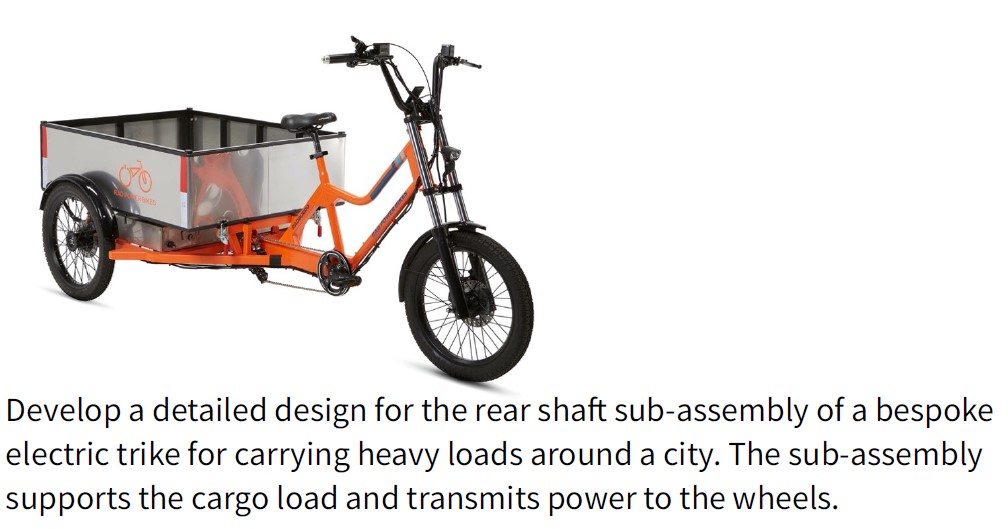 Develop a detailed design for the rear shaft sub-assembly of a bespoke
electric trike for carrying heavy loads around a city. The sub-assembly
supports the cargo load and transmits power to the wheels.